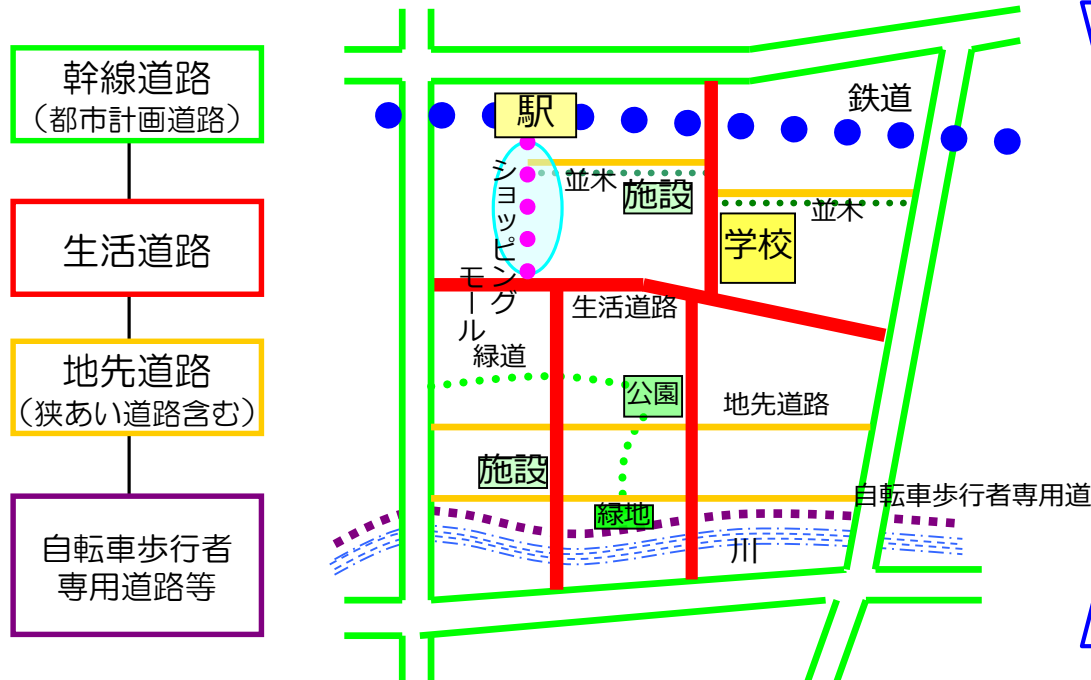 幹線道路
（都市計画道路）
生活道路
地先道路
（狭あい道路含む）
自転車歩行者
専用道路等
駅
鉄道
ショッピング
モール
並木
施設
並木
学校
生活道路
緑道
公園
地先道路
施設
自転車歩行者専用道
緑地
川